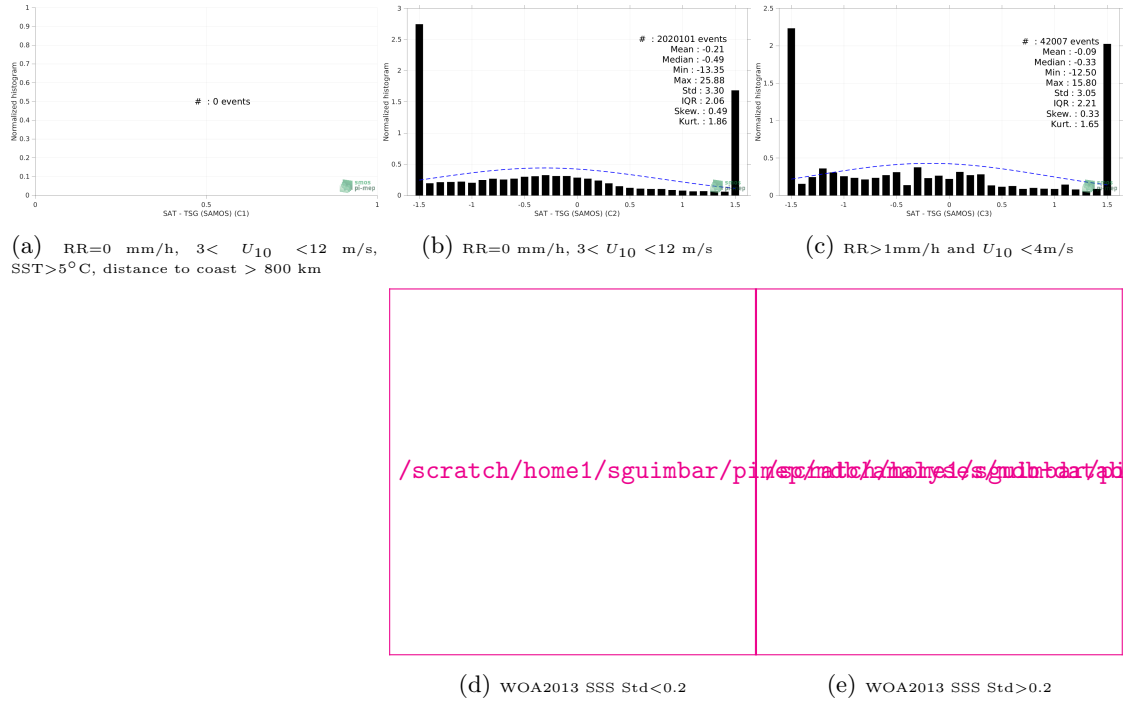 1
0.9
0.8
0.7
0.6
0.5
0.4
0.3
0.2
0.1
0
Normalized histogram
# : 0 events
smos
pi-mep
0 0.5 1
SAT - TSG (SAMOS) (C1)
3
2.5
2
1.5
1
0.5
0
Normalized histogram
# : 2020101 events
Mean : -0.21
Median : -0.49
Min : -13.35
Max : 25.88
Std : 3.30
IQR : 2.06
Skew. : 0.49
Kurt. : 1.86
smos
pi-mep
-1.5 -1 -0.5 0 0.5 1 1.5
SAT - TSG (SAMOS) (C2)
2.5
2
1.5
1
0.5
0
Normalized histogram
# : 42007 events
Mean : -0.09
Median : -0.33
Min : -12.50
Max : 15.80
Std : 3.05
IQR : 2.21
Skew. : 0.33
Kurt. : 1.65
smos
pi-mep
-1.5 -1 -0.5 0 0.5 1 1.5
SAT - TSG (SAMOS) (C3)
(a) RR=0 mm/h, 3< U10 <12 m/s,
SST>5°C, distance to coast > 800 km
(b) RR=0 mm/h, 3< U10 <12 m/s
(c) RR>1mm/h and U10 <4m/s
/scratch/home1/sguimbar/
(d) WOA2013 SSS Std<0.2
(e) WOA2013 SSS Std>0.2